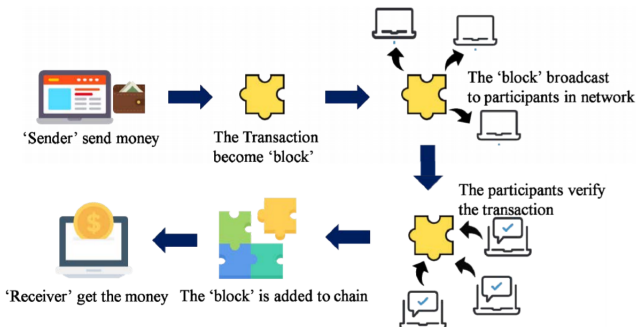 'Sender' send money
The Transaction
become 'block'
The 'block' broadcast
to participants in network
The participants verify
the transaction
The 'block' is added to chain
'Receiver' get the money